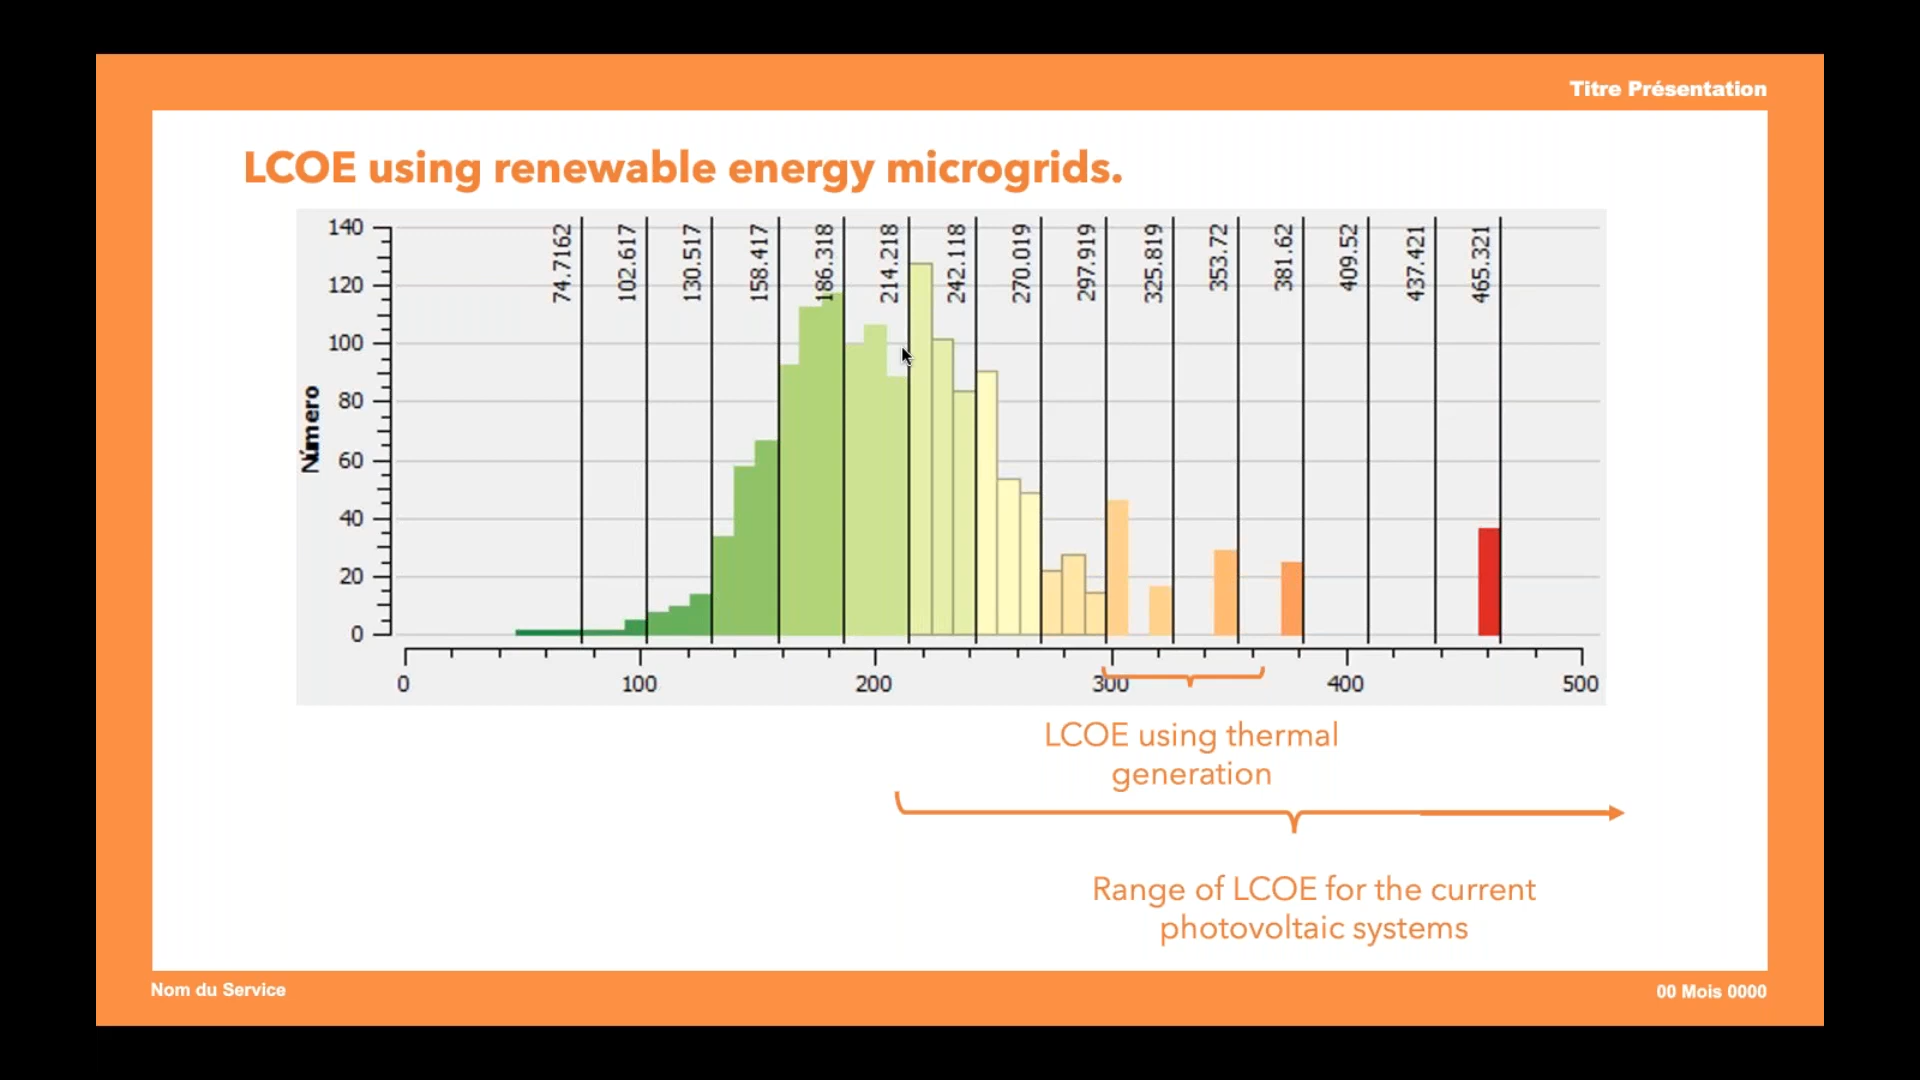 Titre Présentation
LCOE using renewable energy microgrids.
140
120
100
80
60
40
20
0
Número
74.7162
102.617
130.517
158.417
186.318
214.218
242.118
270.019
297.919
325.819
353.72
381.62
409.52
437.421
465.321
0 100 200 300 400 500
LCOE using thermal
generation
Range of LCOE for the current
photovoltaic systems
Nom du Service
00 Mois 0000